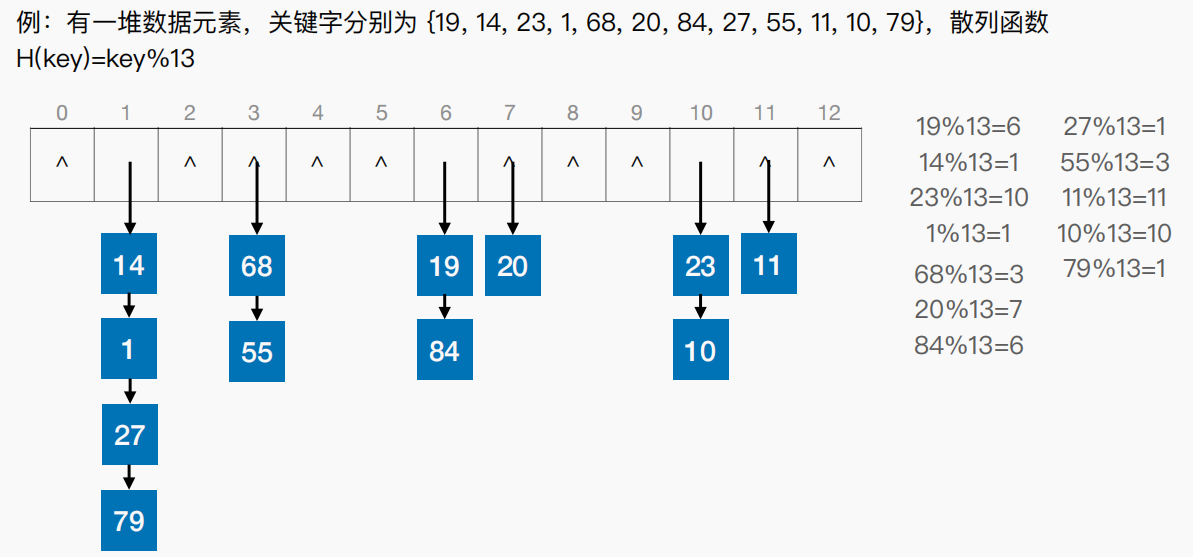 例：有一堆数据元素，关键字分别为 {19, 14, 23, 1, 68, 20, 84, 27, 55, 11, 10, 79}，散列函数
H(key)=key%13
0 1 2 3 4 5 6 7 8 9 10 11 12
^ ^ ^ ^ ^ ^ ^ ^ ^ ^
14 68 19 20 23 11
1 55 84 10
27
79
19%13=6
14%13=1
23%13=10
1%13=1
68%13=3
20%13=7
84%13=6
27%13=1
55%13=3
11%13=11
10%13=10
79%13=1